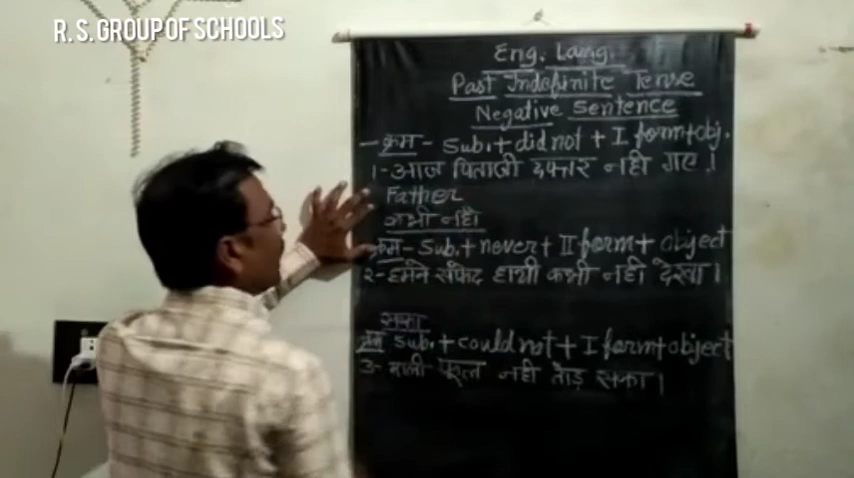 R. S. GROUP OF SCHOOLS
Eng. Lang.
Past Indefinite Tense
Negative Sentence
- क्रम - Sub. + did not + I form + obj.
1 - आज पिताजी दफ्तर नही गए ।
Father
कभी नहीं
क्रम - Sub. + never + II form + object
२ - हमने सफेद हाथी कभी नही देखा ।
सका
क्रम Sub. + could not + I form + object
3 - माली फूल नही तोड़ सका ।